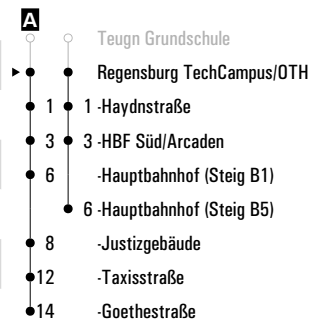 A
Teugn Grundschule
Regensburg TechCampus/OTH
1 1 -Haydnstraße
3 3 -HBF Süd/Arcaden
6 -Hauptbahnhof (Steig B1)
6 -Hauptbahnhof (Steig B5)
8 -Justizgebäude
12 -Taxisstraße
14 -Goethestraße